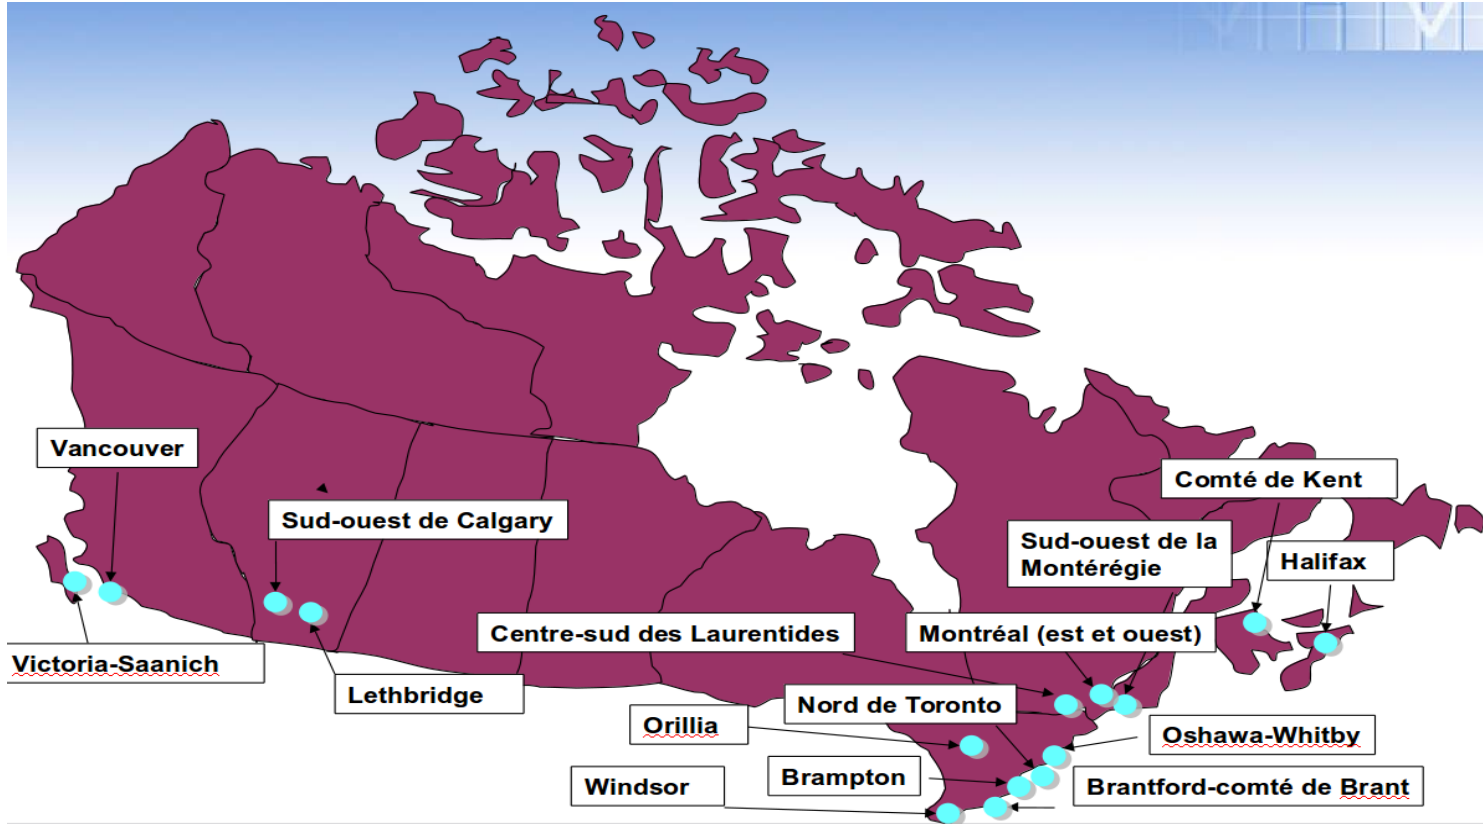 Vancouver
Comté de Kent
Sud-ouest de Calgary
Sud-ouest de la
Montérégie
Halifax
Centre-sud des Laurentides
Montréal (est et ouest)
Victoria-Saanich
Lethbridge
Nord de Toronto
Orillia
Oshawa-Whitby
Brampton
Windsor
Brantford-comté de Brant